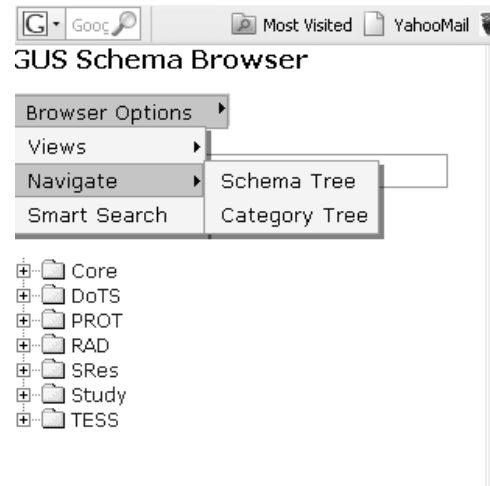 G Goog Most Visited YahooMail
GUS Schema Browser
Browser Options
Views
Navigate Schema Tree
Smart Search Category Tree
Core
DoTS
PROT
RAD
SRes
Study
TESS